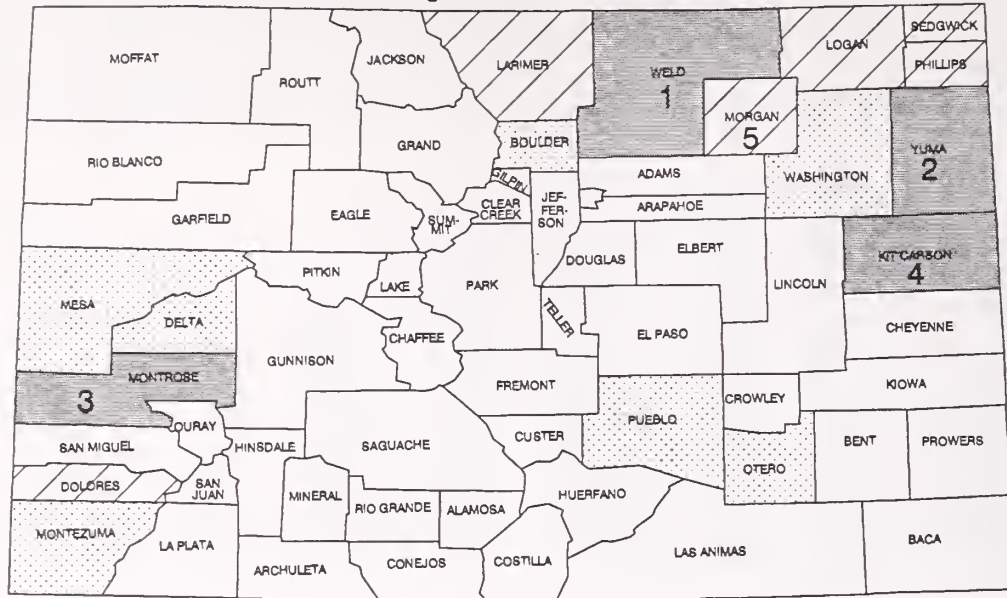 MOFFAT
ROUTT
JACKSON
LARIMER
WELD
1
LOGAN
SEDGWICK
PHILLIPS
MORGAN
5
RIO BLANCO
GRAND
BOULDER
GILPIN
ADAMS
WASHINGTON
YUMA
2
GARFIELD
EAGLE
SUM-
MIT
CLEAR
CREEK
JEF-
FER-
SON
ARAPAHOE
MESA
DELTA
PITKIN
LAKE
PARK
DOUGLAS
ELBERT
LINCOLN
KIT CARSON
4
TELLER
EL PASO
CHEYENNE
CHAFFEE
GUNNISON
MONTROSE
3
FREMONT
PUEBLO
CROWLEY
KIOWA
OURAY
SAN MIGUEL
HINSDALE
SAGUACHE
CUSTER
OTERO
BENT
PROWERS
DOLORES
SAN
JUAN
MINERAL
RIO GRANDE
ALAMOSA
HUERFANO
MONTEZUMA
LA PLATA
ARCHULETA
CONEJOS
COSTILLA
LAS ANIMAS
BACA